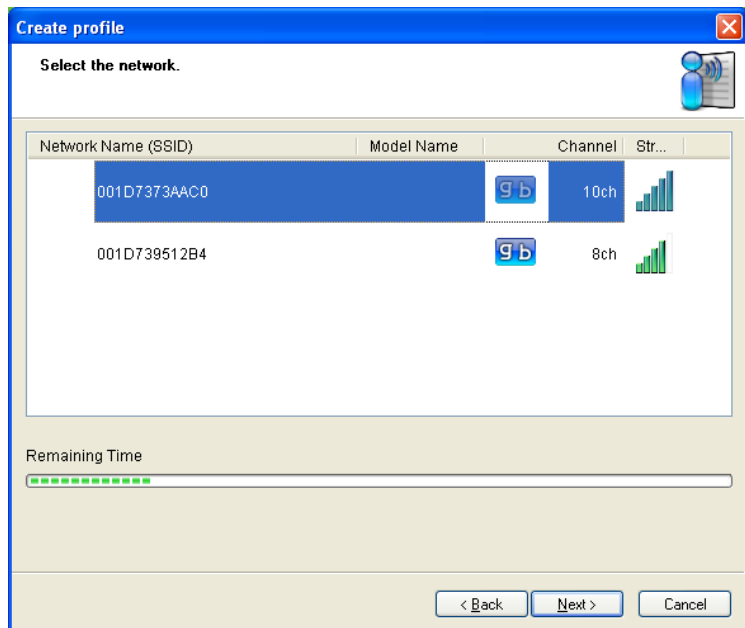 Create profile
Select the network.
Network Name (SSID) Model Name Channel Str...
001D7373AAC0 g b 10ch
001D739512B4 g b 8ch
Remaining Time
< Back Next > Cancel